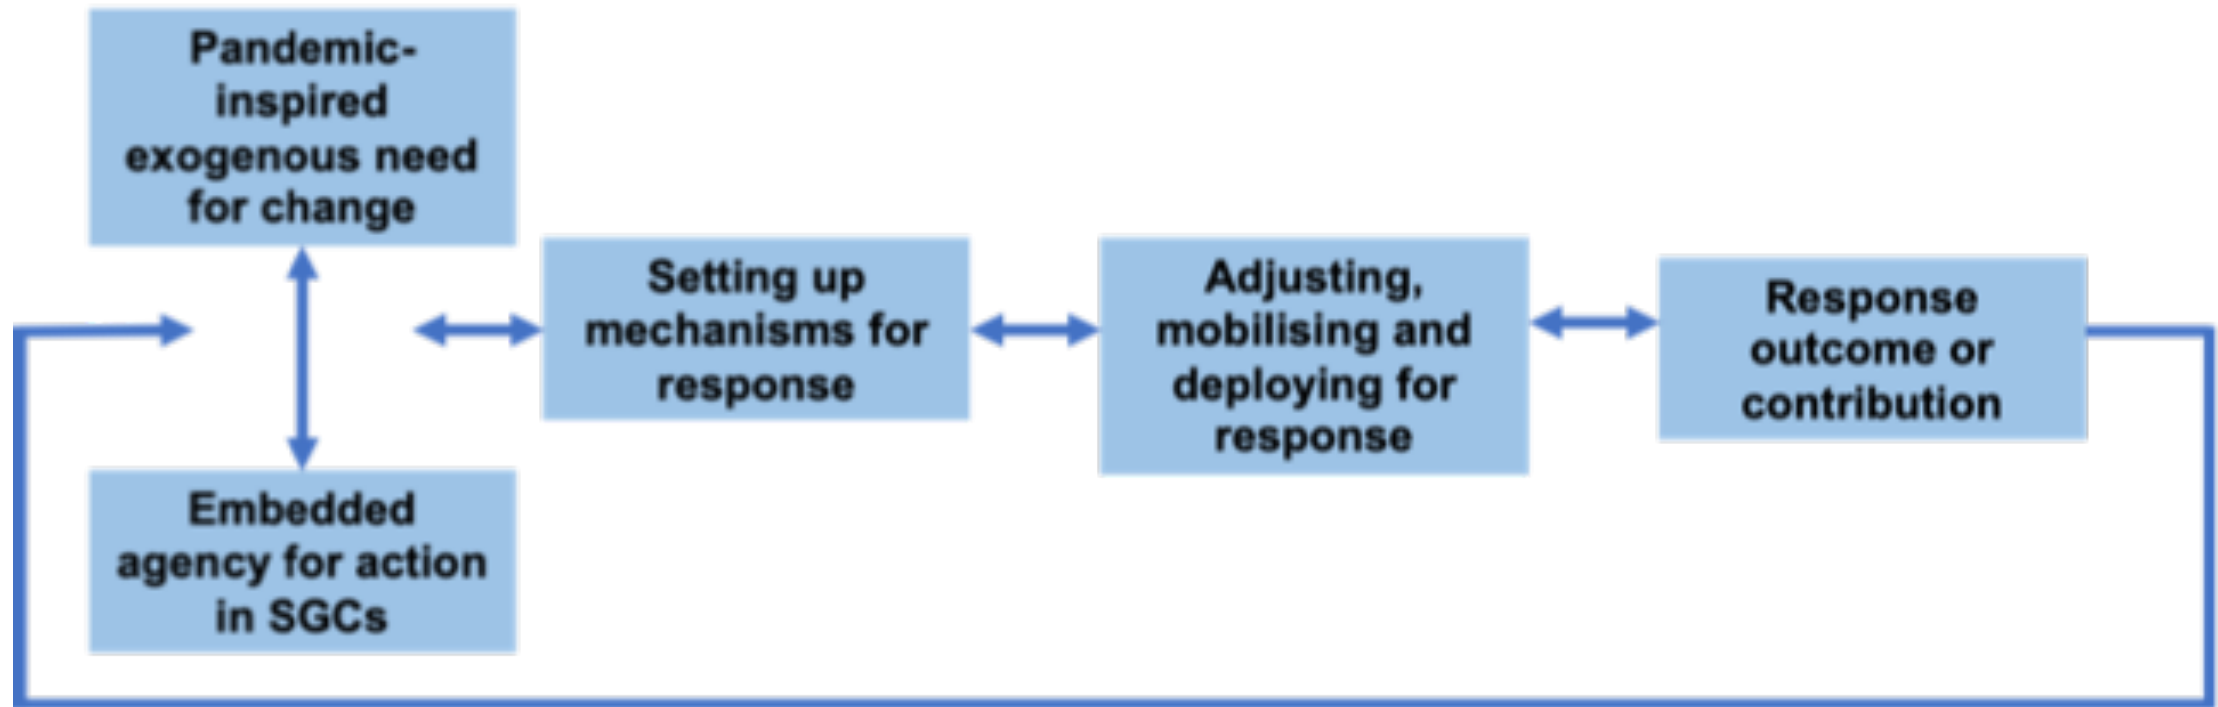 Pandemic-
inspired
exogenous need
for change
Setting up
mechanisms for
response
Adjusting,
mobilising and
deploying for
response
Response
outcome or
contribution
Embedded
agency for action
in SGCs